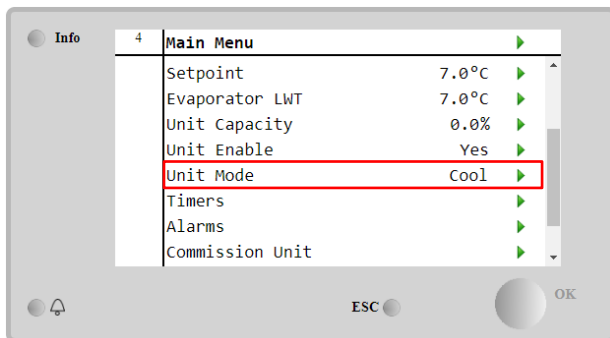 Info
4 Main Menu
Setpoint 7.0°C
Evaporator LWT 7.0°C
Unit Capacity 0.0%
Unit Enable Yes
Unit Mode Cool
Timers
Alarms
Commission Unit
ESC
OK